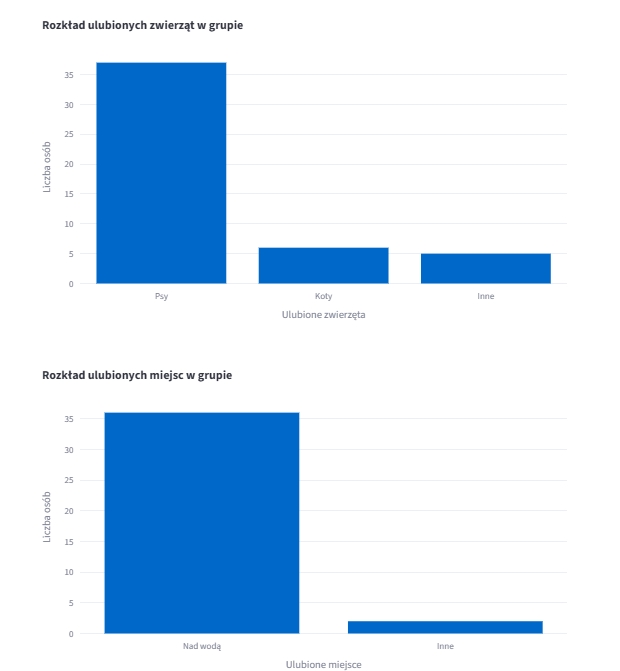 Rozkład ulubionych zwierząt w grupie
35
30
25
20
15
10
5
0
Liczba osób
Psy
Koty
Inne
Ulubione zwierzęta
Rozkład ulubionych miejsc w grupie
35
30
25
20
15
10
5
0
Liczba osób
Nad wodą
Inne
Ulubione miejsce